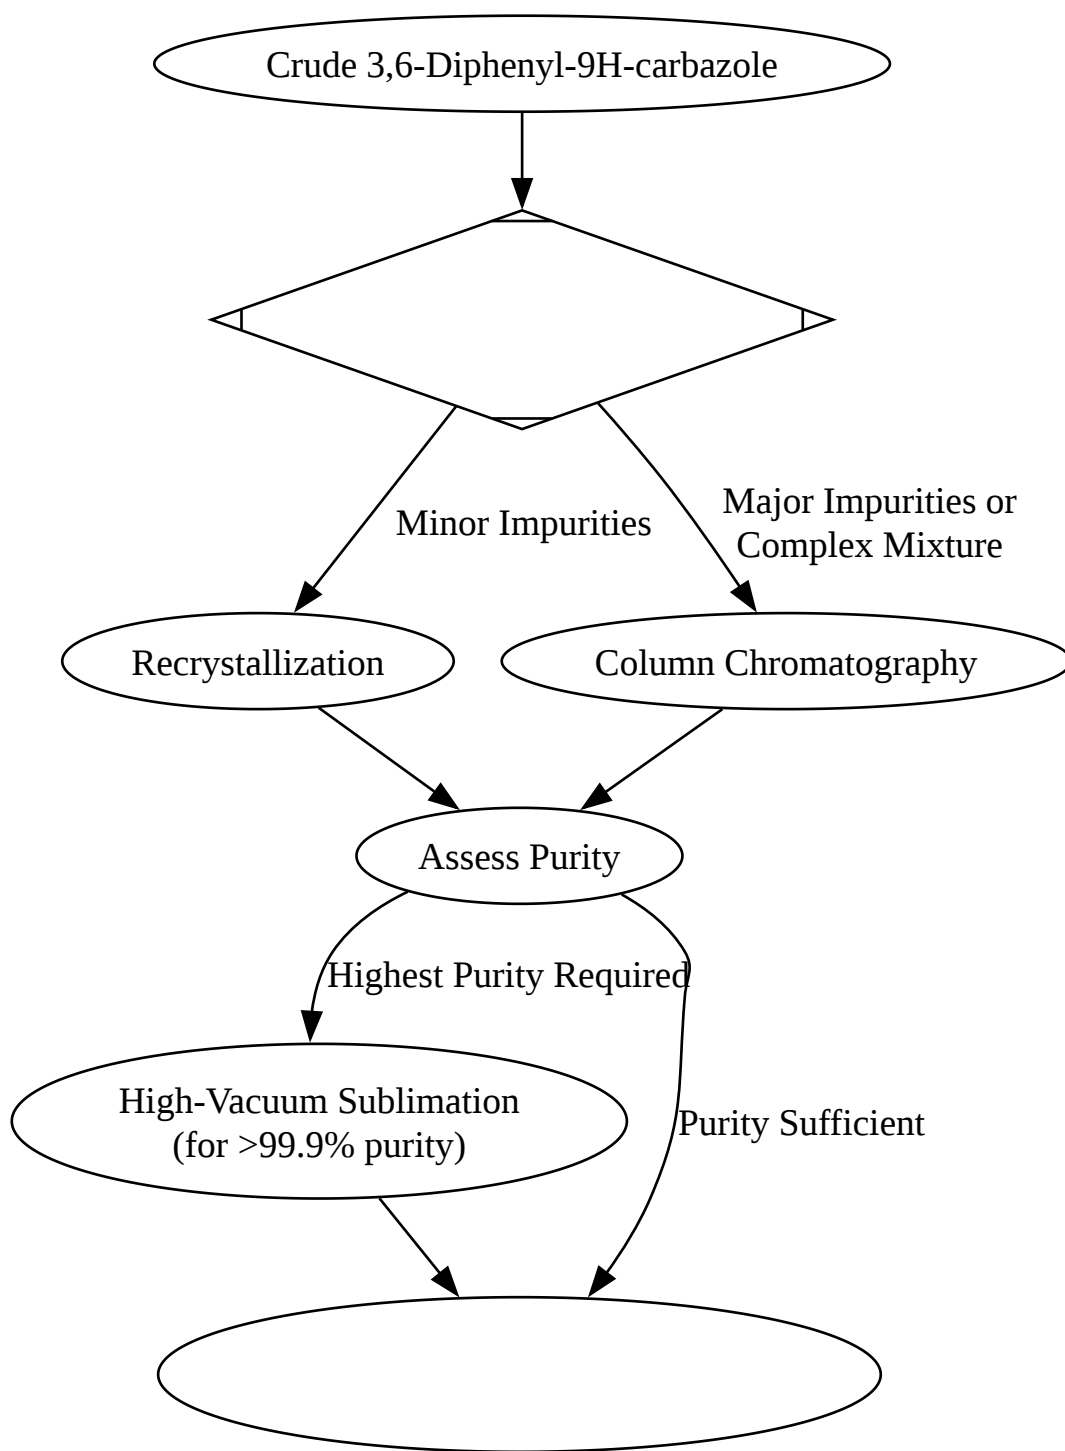 Crude 3,6-Diphenyl-9H-carbazole
Minor Impurities
Major Impurities or
Complex Mixture
Recrystallization
Column Chromatography
Assess Purity
Highest Purity Required
High-Vacuum Sublimation
(for >99.9% purity)
Purity Sufficient